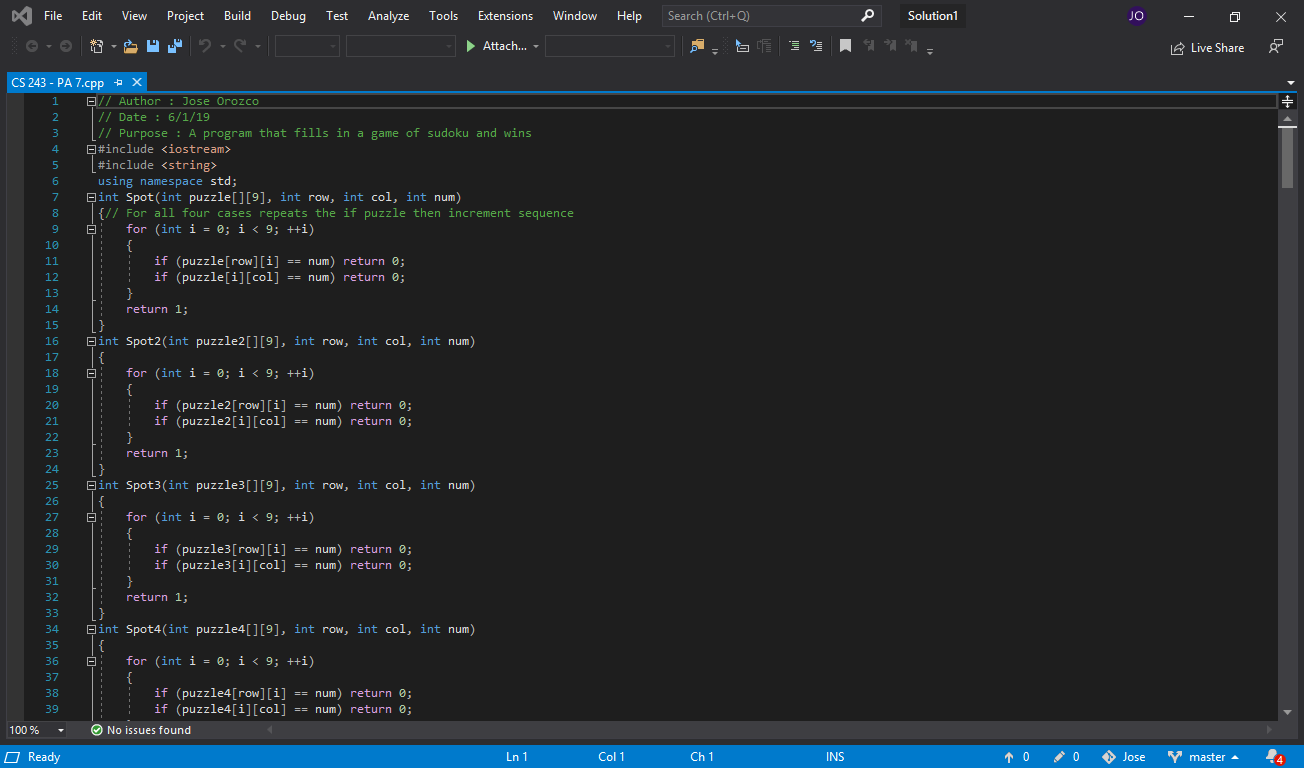 File Edit View Project Build Debug Test Analyze Tools Extensions Window Help Search (Ctrl+Q) Solution1 JO
Attach... Live Share
CS 243 - PA 7.cpp
1 // Author : Jose Orozco
2 // Date : 6/1/19
3 // Purpose : A program that fills in a game of sudoku and wins
4 #include <iostream>
5 #include <string>
6 using namespace std;
7 int Spot(int puzzle[][9], int row, int col, int num)
8 {// For all four cases repeats the if puzzle then increment sequence
9 for (int i = 0; i < 9; ++i)
10 {
11 if (puzzle[row][i] == num) return 0;
12 if (puzzle[i][col] == num) return 0;
13 }
14 return 1;
15 }
16 int Spot2(int puzzle2[][9], int row, int col, int num)
17 {
18 for (int i = 0; i < 9; ++i)
19 {
20 if (puzzle2[row][i] == num) return 0;
21 if (puzzle2[i][col] == num) return 0;
22 }
23 return 1;
24 }
25 int Spot3(int puzzle3[][9], int row, int col, int num)
26 {
27 for (int i = 0; i < 9; ++i)
28 {
29 if (puzzle3[row][i] == num) return 0;
30 if (puzzle3[i][col] == num) return 0;
31 }
32 return 1;
33 }
34 int Spot4(int puzzle4[][9], int row, int col, int num)
35 {
36 for (int i = 0; i < 9; ++i)
37 {
38 if (puzzle4[row][i] == num) return 0;
39 if (puzzle4[i][col] == num) return 0;
100 % No issues found
Ready Ln 1 Col 1 Ch 1 INS 0 0 Jose master 4